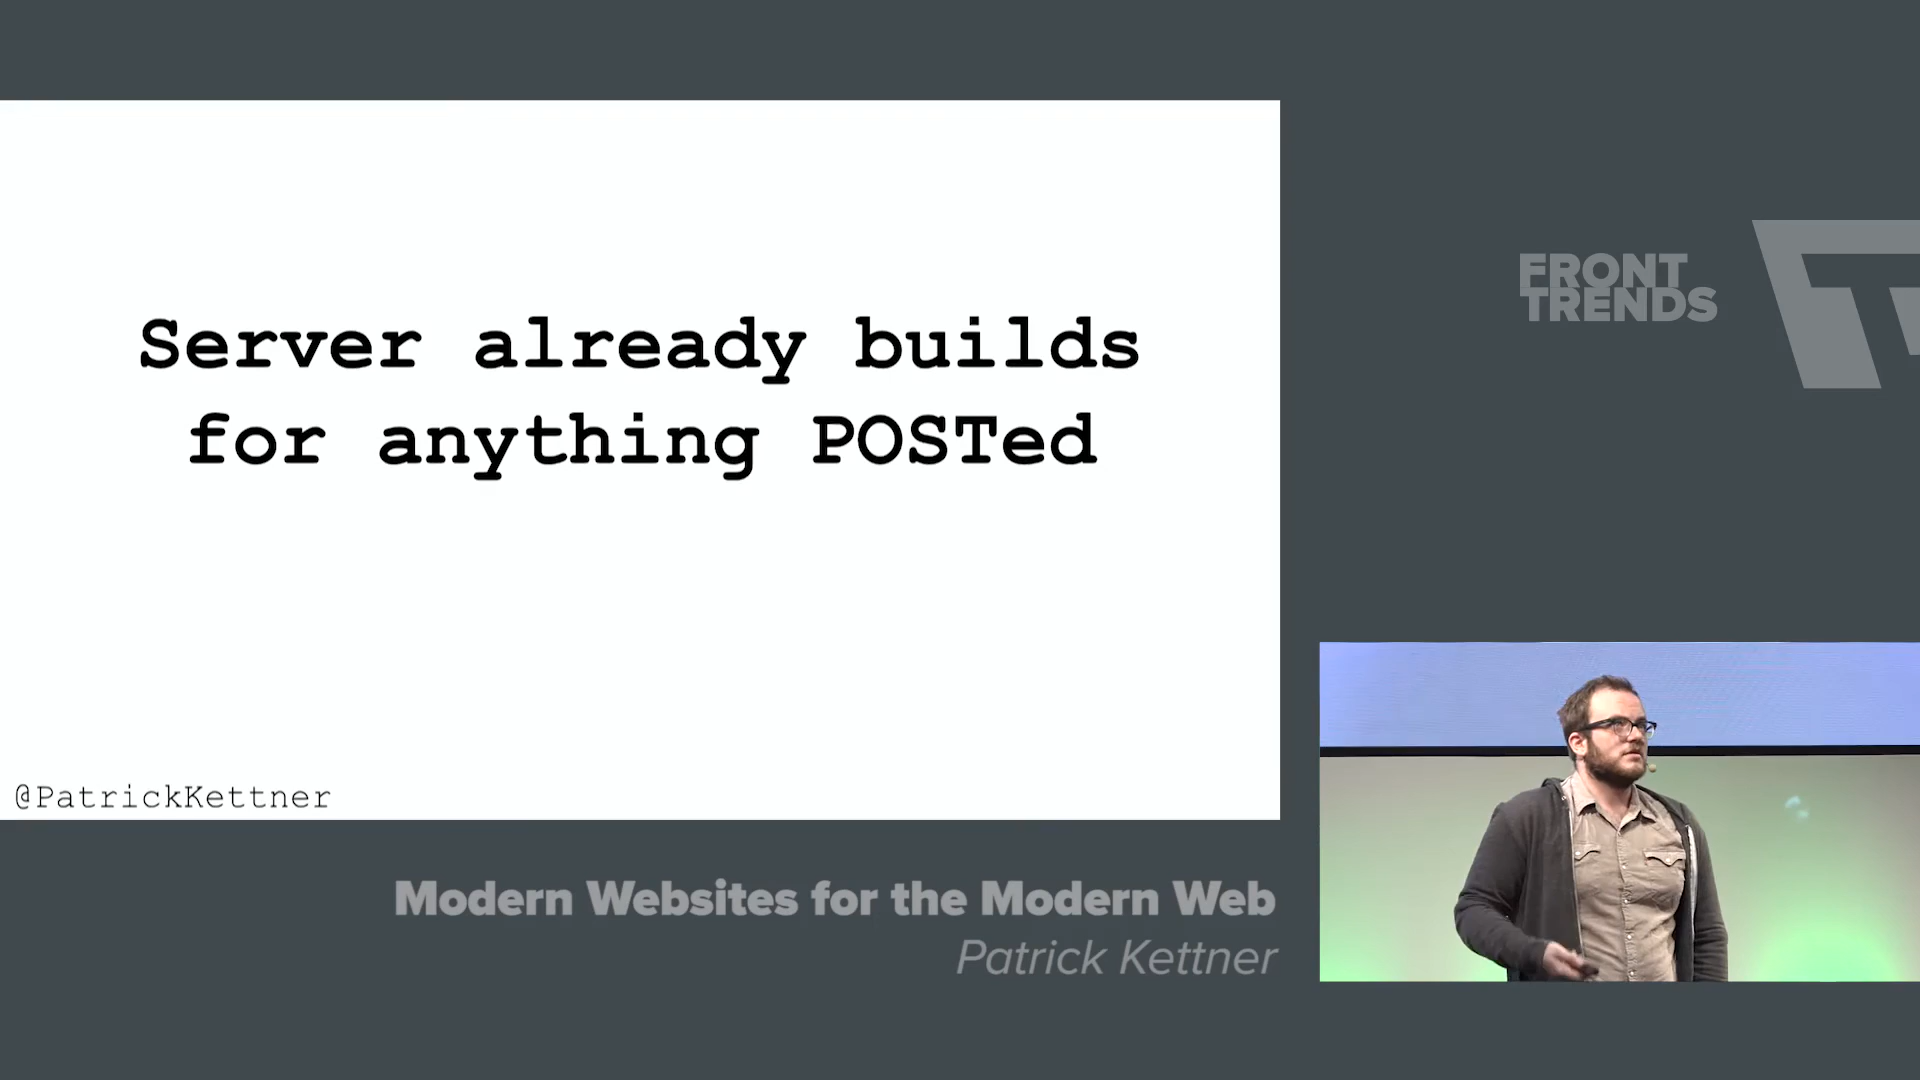 Server already builds
for anything POSTed
@PatrickKettner
FRONT
TRENDS
Modern Websites for the Modern Web
Patrick Kettner